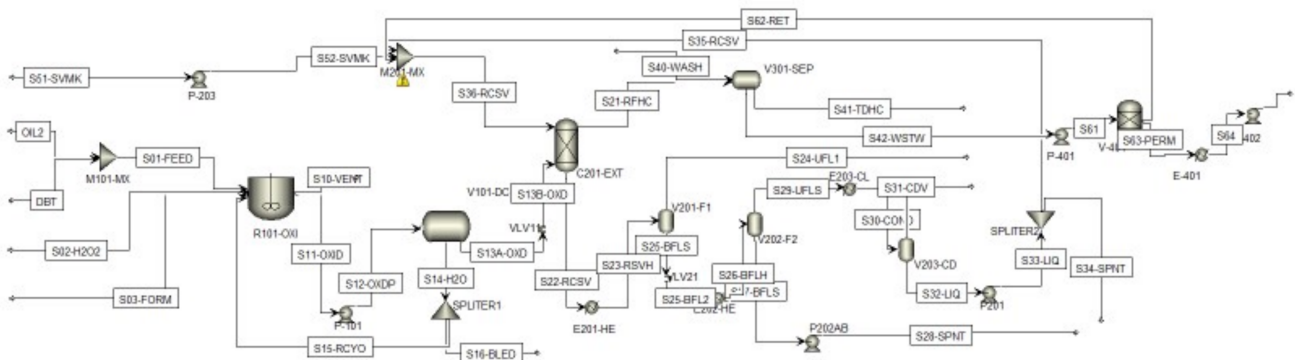 S62-RET
S35-RCSV
S52-SVMK
S51-SVMK
P-203
M201-MX
S40-WASH
V301-SEP
S36-RCSV
S21-RFHC
S41-TDHC
S42-WSTW
S61
P-401
S63-PERM
S64
E-401
OIL2
S01-FEED
M101-MX
DBT
S10-VENT
R101-OXI
S02-H2O2
S03-FORM
S11-OXID
S12-OXDP
P-101
S13A-OXD
S14-H2O
SPLITER1
S15-RCYO
S16-BLED
V101-DC
S13B-OXD
C201-EXT
S22-RCSV
E201-HE
S23-RSVH
S24-UFL1
V201-F1
S25-BFLS
S25-BFL2
S26-BFLH
V202-F2
S29-UFLS
E203-CL
S31-CDV
S30-COND
V203-CD
S32-LIQ
P201
S33-LIQ
SPLITER2
S34-SPNT
P202AB
S28-SPNT